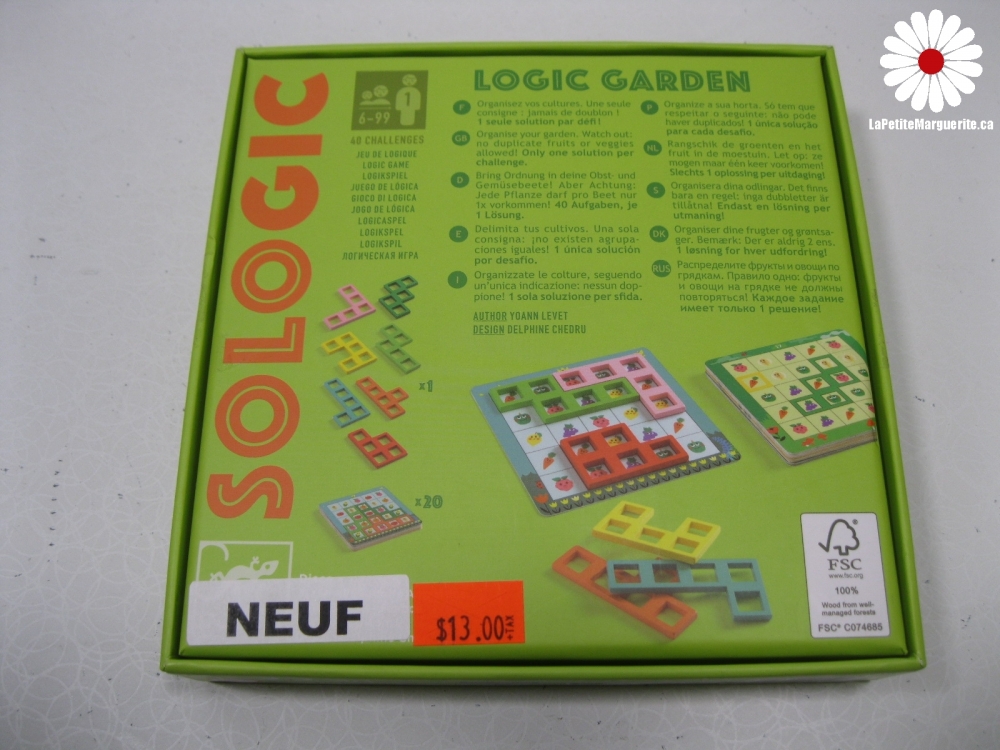 LaPetiteMarguerite.ca
SOLOGIC
1
6-99
40 CHALLENGES
JEU DE LOGIQUE
LOGIC GAME
LOGIKSPIEL
JUEGO DE LÓGICA
GIOCO DI LOGICA
JOGO DE LÓGICA
LOGICASPEL
LOGIKSPEL
LOGIKSPIL
ЛОГИЧЕСКАЯ ИГРА
x1
x20
LOGIC GARDEN
F
Organisez vos cultures. Une seule
consigne : jamais de doublon !
1 seule solution par défi !
GB
Organise your garden. Watch out:
no duplicate fruits or veggies
allowed! Only one solution per
challenge.
D
Bring Ordnung in deine Obst- und
Gemüsebeete! Aber Achtung:
Jede Pflanze darf pro Beet nur
1x vorkommen! 40 Aufgaben, je
1 Lösung.
E
Delimita tus cultivos. Una sola
consigna: ¡no existen agrupa-
ciones iguales! 1 única solución
por desafío.
I
Organizzate le colture, seguendo
un'unica indicazione: nessun dop-
pione! 1 sola soluzione per sfida.
P
Organize a sua horta. Só tem que
respeitar o seguinte: não pode
haver duplicados! 1 única solução
para cada desafio.
NL
Rangschik de groenten en het
fruit in de moestuin. Let op: ze
mogen maar één keer voorkomen!
Slechts 1 oplossing per uitdaging!
S
Organisera dina odlingar. Det finns
bara en regel: inga dubbletter är
tillåtna! Endast en lösning per
utmaning!
DK
Organiser dine frugter og grøntsa-
ger. Bemærk: Der er aldrig 2 ens.
1 løsning for hver udfordring!
RUS
Распределите фрукты и овощи по
грядкам. Правило одно: фрукты
и овощи на грядке не должны
повторяться! Каждое задание
имеет только 1 решение!
AUTHOR YOANN LEVET
DESIGN DELPHINE CHEDRU
NEUF
$13.00
+TAX
FSC
www.fsc.org
100%
Wood from well-
managed forests
FSC® C074685